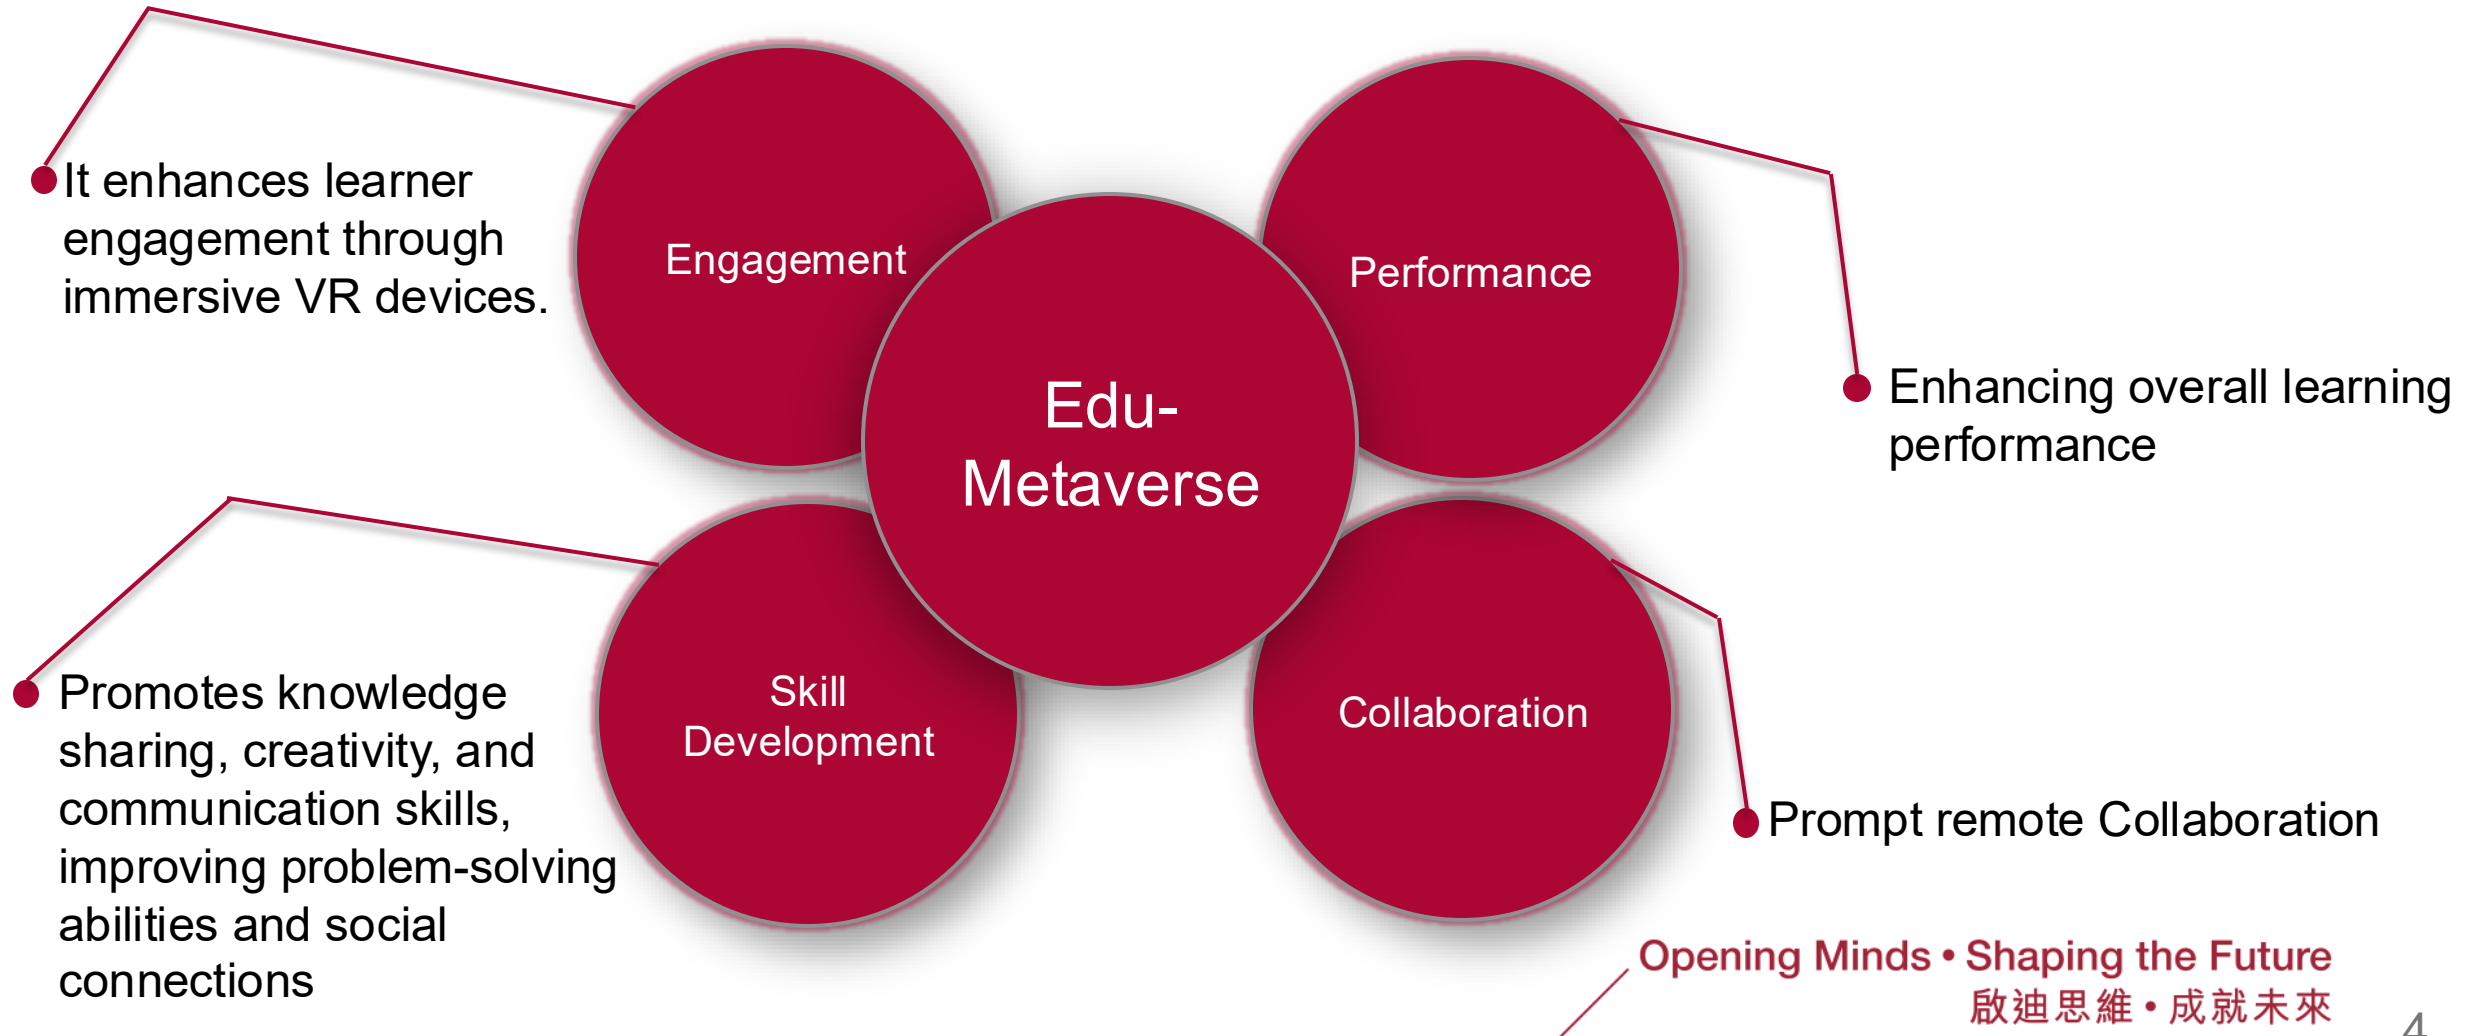 It enhances learner
engagement through
immersive VR devices.
Engagement
Performance
Edu-
Metaverse
Enhancing overall learning
performance
Promotes knowledge
sharing, creativity, and
communication skills,
improving problem-solving
abilities and social
connections
Skill
Development
Collaboration
Prompt remote Collaboration
Opening Minds • Shaping the Future
啟迪思維 • 成就未來
4